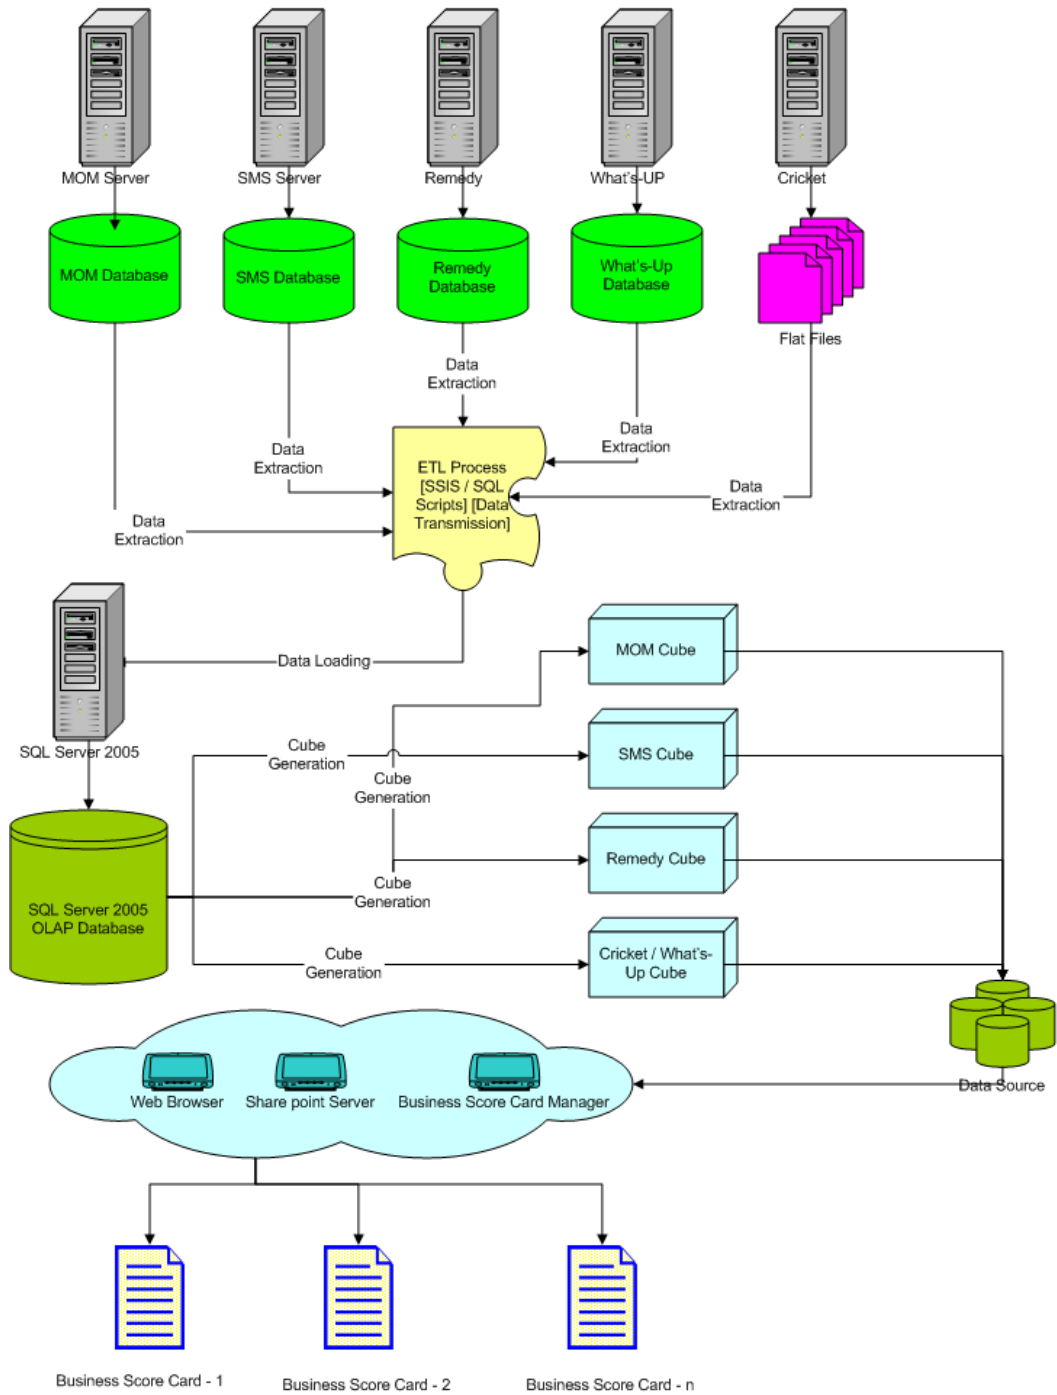 MOM Server
SMS Server
Remedy
What's-UP
Cricket
MOM Database
SMS Database
Remedy
Database
What's-Up
Database
Flat Files
Data
Extraction
Data
Extraction
Data
Extraction
Data
Extraction
Data
Extraction
ETL Process
[SSIS / SQL
Scripts] [Data
Transmission]
Data Loading
SQL Server 2005
MOM Cube
Cube
Generation
SMS Cube
Cube
Generation
Remedy Cube
Cube
Generation
SQL Server 2005
OLAP Database
Cube
Generation
Cricket / What's-
Up Cube
Data Source
Web Browser
Share point Server
Business Score Card Manager
Business Score Card - 1
Business Score Card - 2
Business Score Card - n